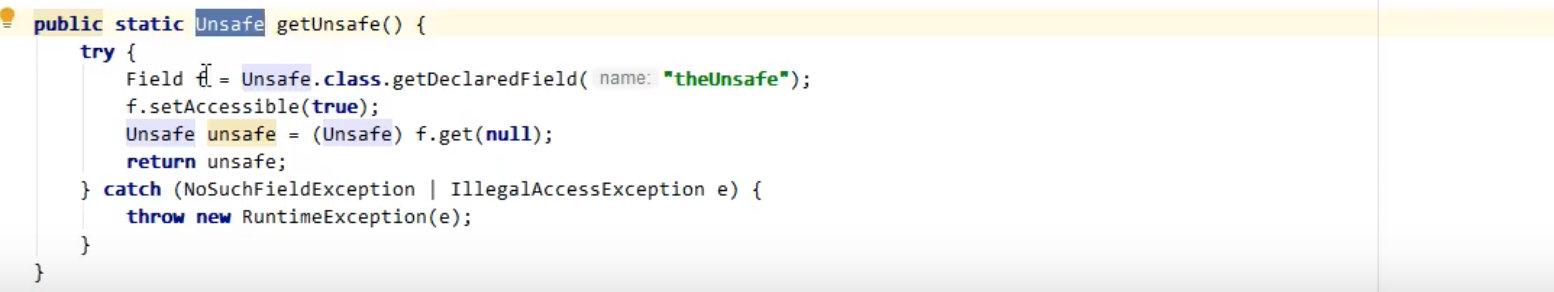 public static Unsafe getUnsafe() {
try {
Field f = Unsafe.class.getDeclaredField( name: "theUnsafe");
f.setAccessible(true);
Unsafe unsafe = (Unsafe) f.get(null);
return unsafe;
} catch (NoSuchFieldException | IllegalAccessException e) {
throw new RuntimeException(e);
}
}